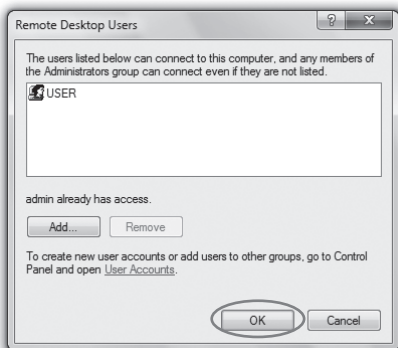 Remote Desktop Users
The users listed below can connect to this computer, and any members of
the Administrators group can connect even if they are not listed.
USER
admin already has access.
Add...
Remove
To create new user accounts or add users to other groups, go to Control
Panel and open User Accounts.
OK
Cancel